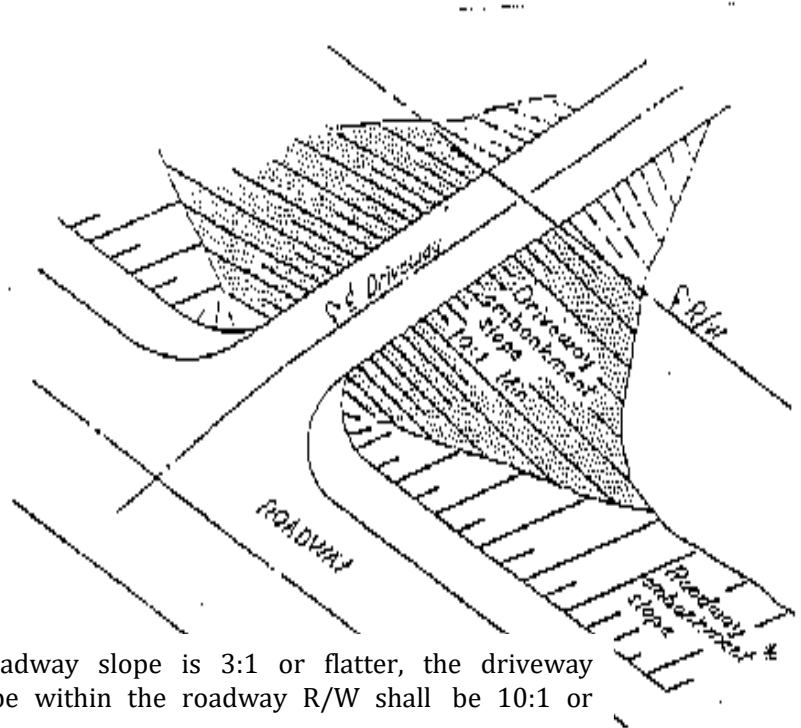 ℄ Driveway
Driveway
embankment
slope
10:1 Min.
R/W
ROADWAY
Roadway
embankment
slope *
adway slope is 3:1 or flatter, the driveway
pe within the roadway R/W shall be 10:1 or